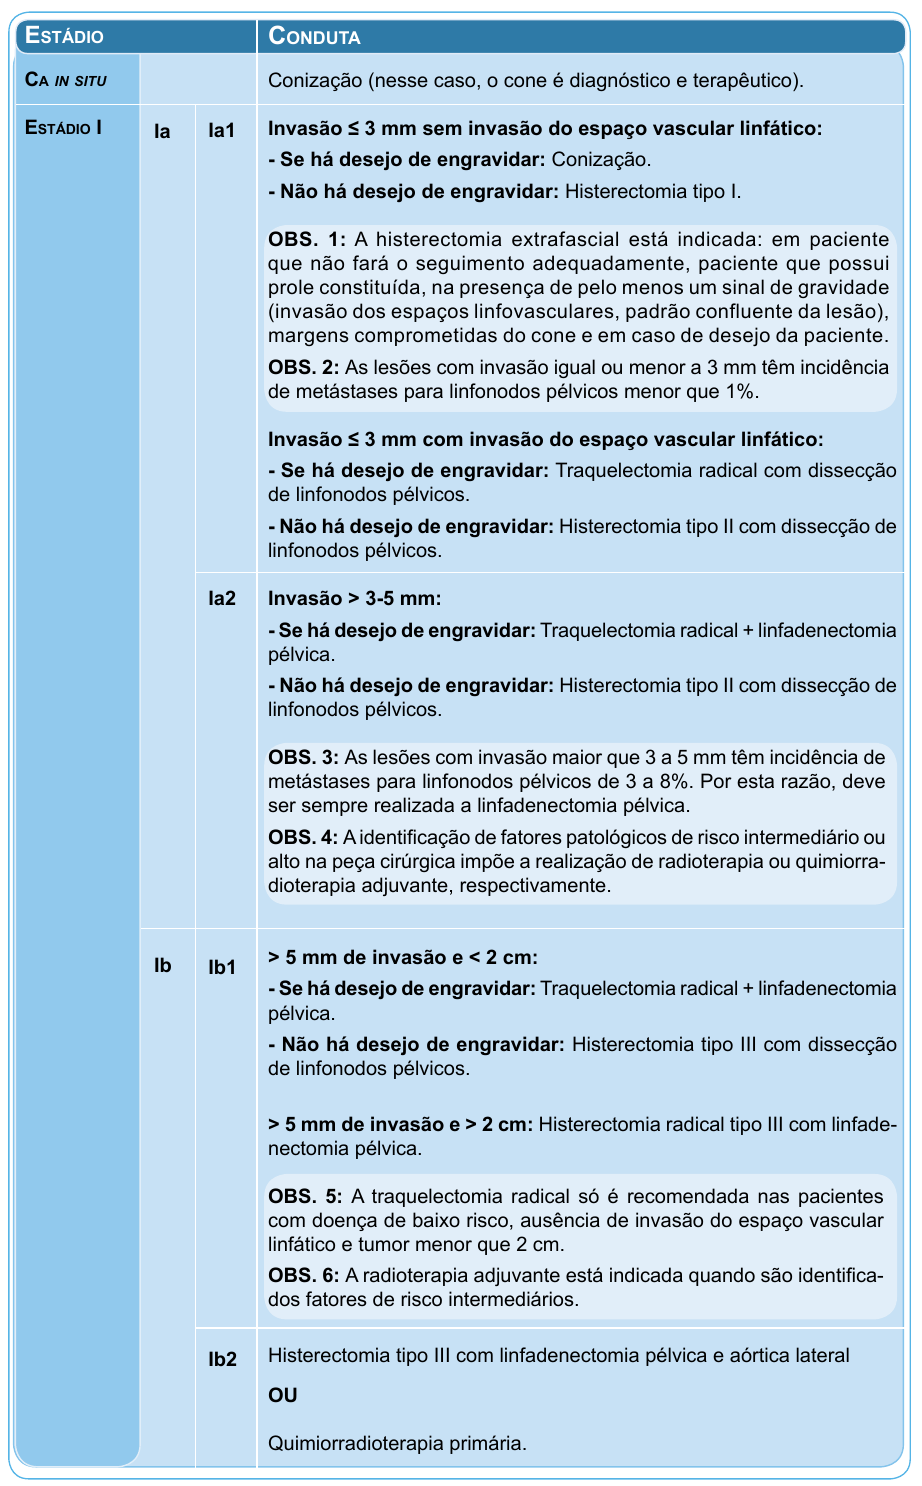 ESTÁDIO CONDUTA
CA IN SITU Conização (nesse caso, o cone é diagnóstico e terapêutico).
ESTÁDIO I Ia Ia1 Invasão ≤ 3 mm sem invasão do espaço vascular linfático:
- Se há desejo de engravidar: Conização.
- Não há desejo de engravidar: Histerectomia tipo I.
OBS. 1: A histerectomia extrafascial está indicada: em paciente
que não fará o seguimento adequadamente, paciente que possui
prole constituída, na presença de pelo menos um sinal de gravidade
(invasão dos espaços linfovasculares, padrão confluente da lesão),
margens comprometidas do cone e em caso de desejo da paciente.
OBS. 2: As lesões com invasão igual ou menor a 3 mm têm incidência
de metástases para linfonodos pélvicos menor que 1%.
Invasão ≤ 3 mm com invasão do espaço vascular linfático:
- Se há desejo de engravidar: Traquelectomia radical com dissecção
de linfonodos pélvicos.
- Não há desejo de engravidar: Histerectomia tipo II com dissecção de
linfonodos pélvicos.
Ia2 Invasão > 3-5 mm:
- Se há desejo de engravidar: Traquelectomia radical + linfadenectomia
pélvica.
- Não há desejo de engravidar: Histerectomia tipo II com dissecção de
linfonodos pélvicos.
OBS. 3: As lesões com invasão maior que 3 a 5 mm têm incidência de
metástases para linfonodos pélvicos de 3 a 8%. Por esta razão, deve
ser sempre realizada a linfadenectomia pélvica.
OBS. 4: A identificação de fatores patológicos de risco intermediário ou
alto na peça cirúrgica impõe a realização de radioterapia ou quimiorra-
dioterapia adjuvante, respectivamente.
Ib Ib1 > 5 mm de invasão e < 2 cm:
- Se há desejo de engravidar: Traquelectomia radical + linfadenectomia
pélvica.
- Não há desejo de engravidar: Histerectomia tipo III com dissecção
de linfonodos pélvicos.
> 5 mm de invasão e > 2 cm: Histerectomia radical tipo III com linfade-
nectomia pélvica.
OBS. 5: A traquelectomia radical só é recomendada nas pacientes
com doença de baixo risco, ausência de invasão do espaço vascular
linfático e tumor menor que 2 cm.
OBS. 6: A radioterapia adjuvante está indicada quando são identifica-
dos fatores de risco intermediários.
Ib2 Histerectomia tipo III com linfadenectomia pélvica e aórtica lateral
OU
Quimiorradioterapia primária.